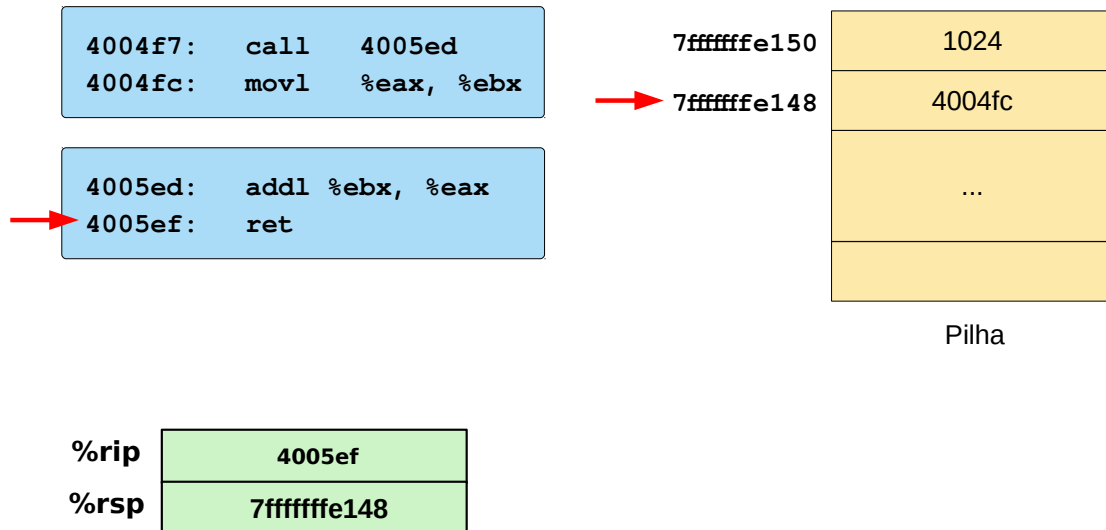 4004f7: call 4005ed
4004fc: movl %eax, %ebx
4005ed: addl %ebx, %eax
4005ef: ret
7fffffffe150 1024
7fffffffe148 4004fc
...
Pilha
%rip 4005ef
%rsp 7fffffffe148